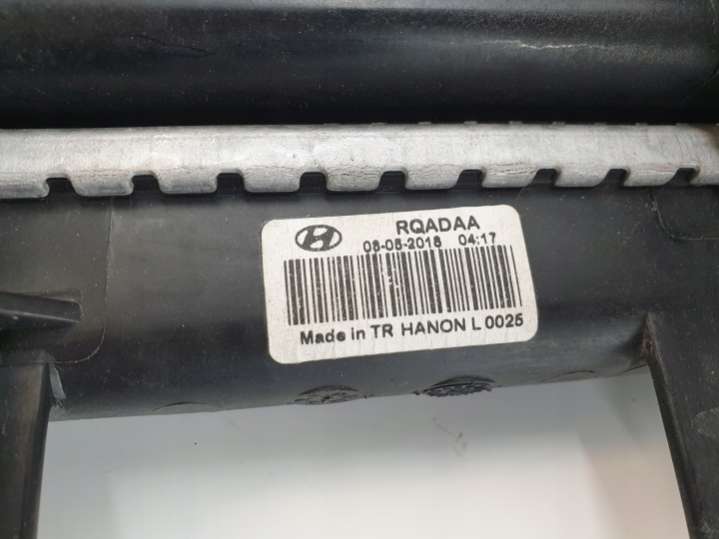 RQADAA
08-05-2018 04:17
Made in TR HANON L 0025